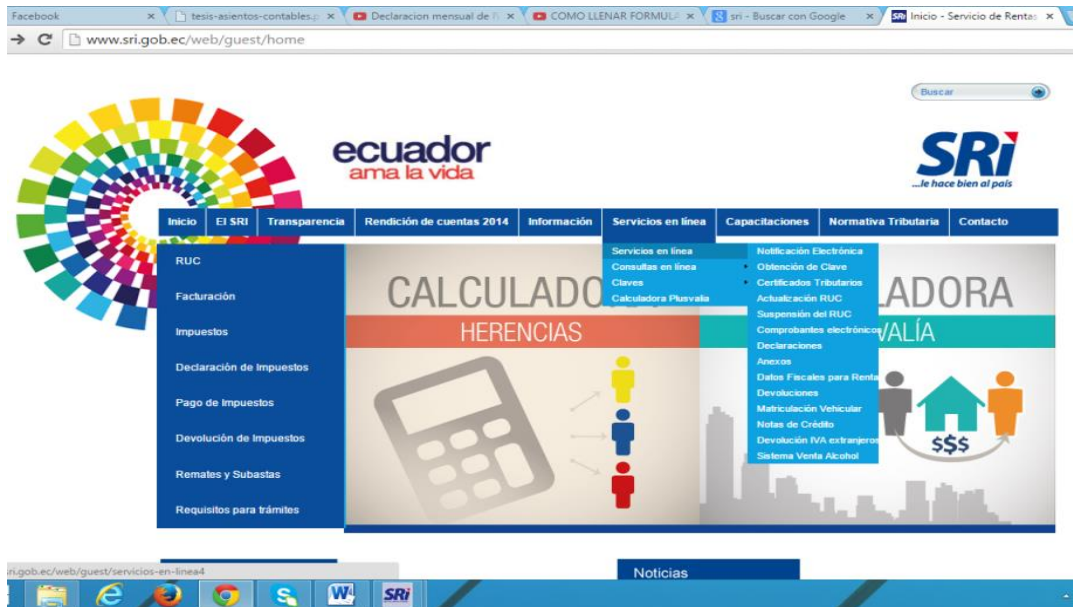 Facebook
tesis-asientos-contables.p
Declaracion mensual de
COMO LLENAR FORMULA
sri - Buscar con Google
SRi Inicio - Servicio de Rentas
www.sri.gob.ec/web/guest/home
Buscar
ecuador
ama la vida
SRi
...le hace bien al país
Inicio El SRI Transparencia Rendición de cuentas 2014 Información Servicios en línea Capacitaciones Normativa Tributaria Contacto
RUC
Facturación
Impuestos
Declaración de Impuestos
Pago de Impuestos
Devolución de Impuestos
Remates y Subastas
Requisitos para trámites
CALCULADO
HERENCIAS
Servicios en línea
Consultas en línea
Claves
Calculadora Plusvalia
Notificación Electrónica
Obtención de Clave
Certificados Tributarios
Actualización RUC
Suspensión del RUC
Comprobantes electrónicos
Declaraciones
Anexos
Datos Fiscales para Renta
Devoluciones
Matriculación Vehicular
Notas de Crédito
Devolución IVA extranjeros
Sistema Venta Alcohol
ADORA
VALÍA
$$$
Noticias
ri.gob.ec/web/guest/servicios-en-linea4
SRi